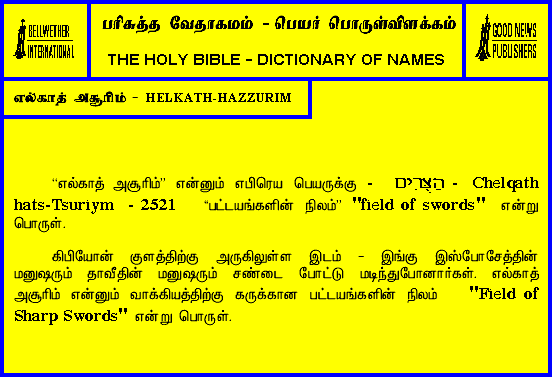 BELLWETHER
INTERNATIONAL
பரிசுத்த வேதாகமம் - பெயர் பொருள்விளக்கம்
THE HOLY BIBLE - DICTIONARY OF NAMES
GOOD NEWS
PUBLISHERS
எல்காத் அசூரிம் - HELKATH-HAZZURIM
“எல்காத் அசூரிம்” என்னும் எபிரெய பெயருக்கு - הַצֻּרִים - Chelqath
hats-Tsuriym - 2521 “பட்டயங்களின் நிலம்” "field of swords" என்று
பொருள்.
கிபியோன் குளத்திற்கு அருகிலுள்ள இடம் - இங்கு இஸ்போசேத்தின்
மனுஷரும் தாவீதின் மனுஷரும் சண்டை போட்டு மடிந்துபோனார்கள். எல்காத்
அசூரிம் என்னும் வாக்கியத்திற்கு கருக்கான பட்டயங்களின் நிலம் "Field of
Sharp Swords" என்று பொருள்.